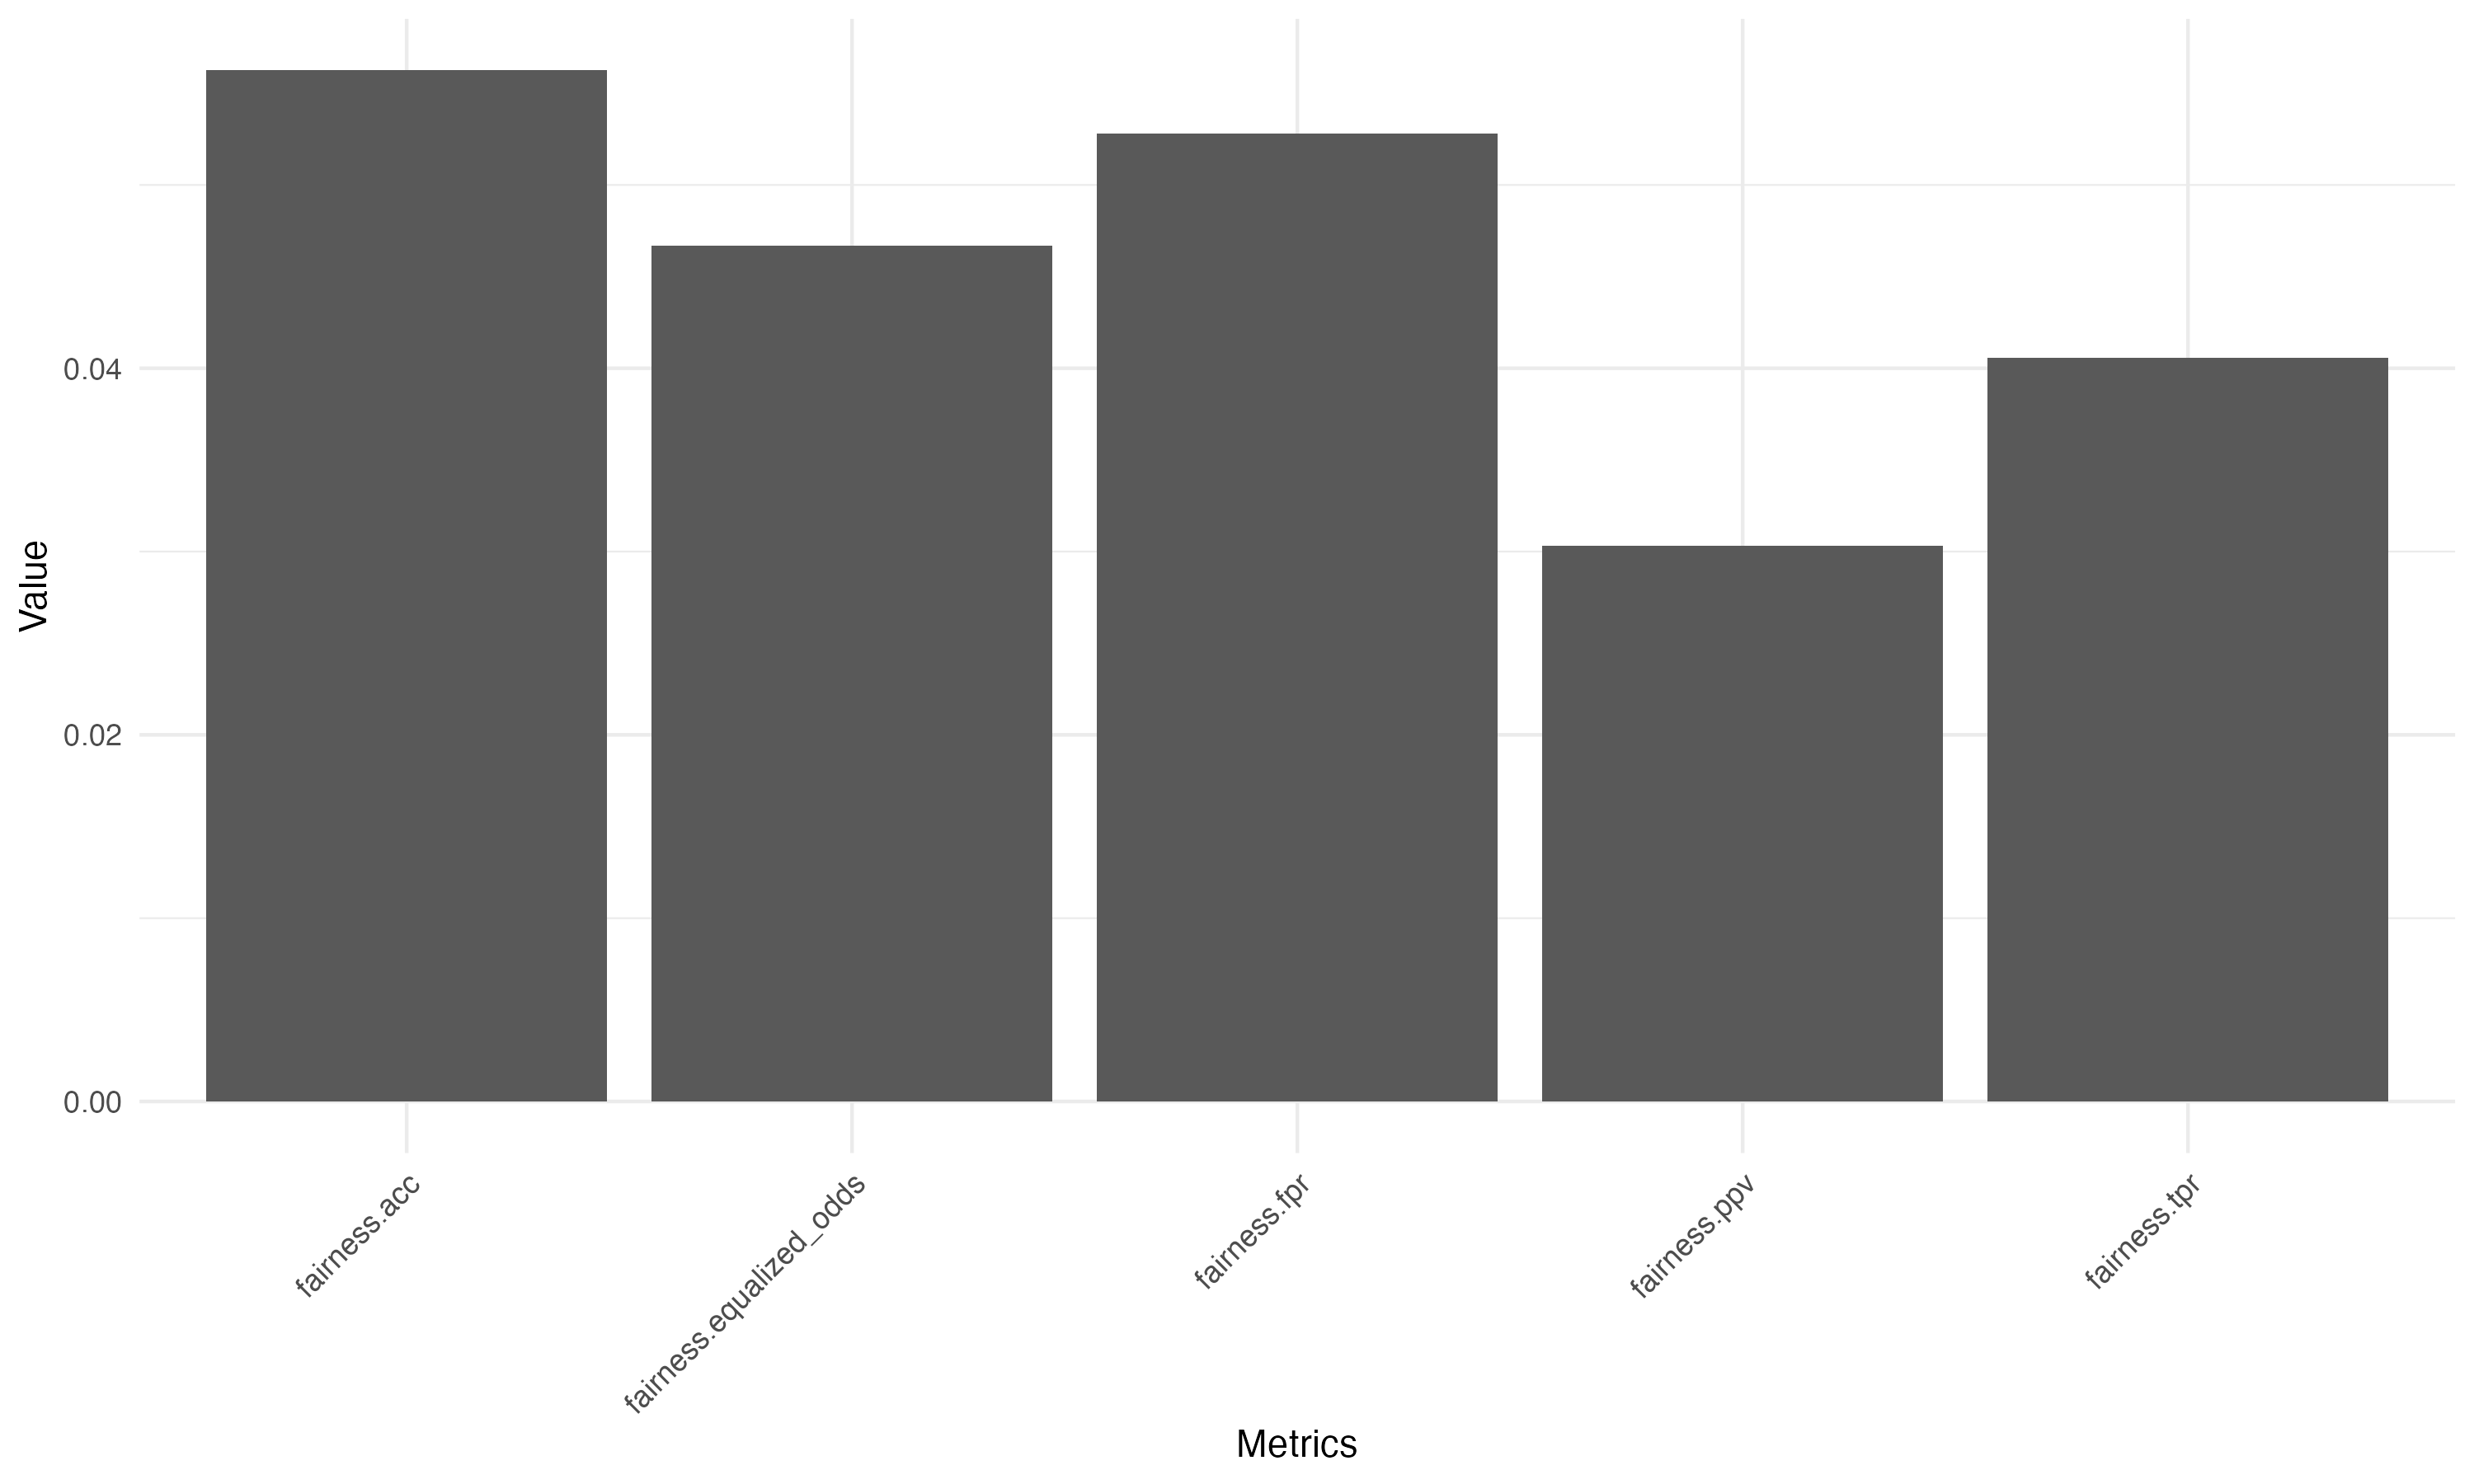 Value
0.04
0.02
0.00
fairness.acc
fairness.equalized_odds
fairness.fpr
fairness.ppv
fairness.tpr
Metrics